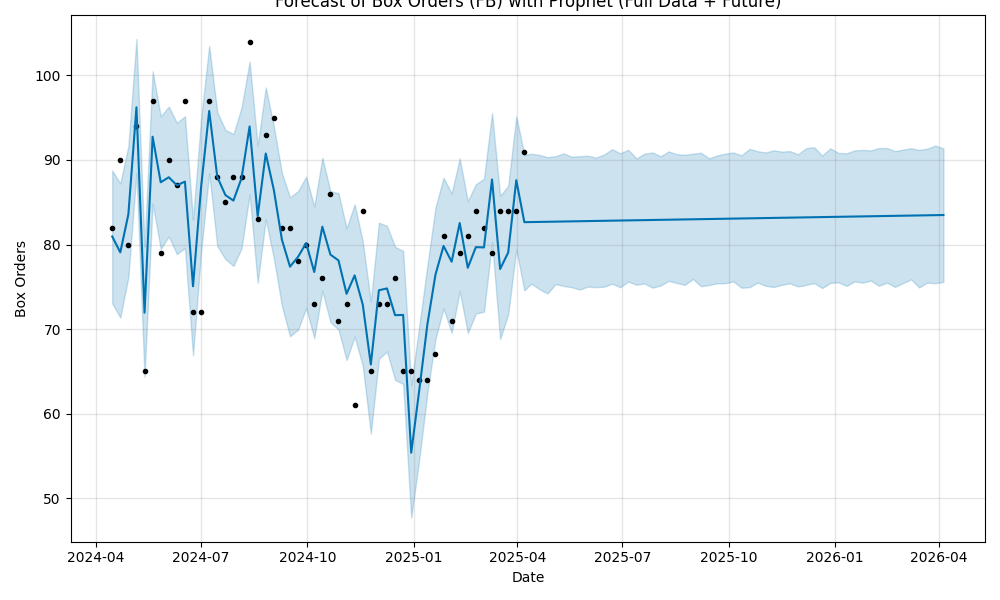 Forecast of Box Orders (FB) with Prophet (Full Data + Future)
100
90
80
70
60
50
Box Orders
2024-04 2024-07 2024-10 2025-01 2025-04 2025-07 2025-10 2026-01 2026-04
Date